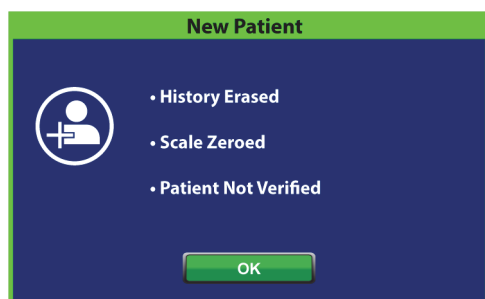 New Patient
• History Erased
• Scale Zeroed
• Patient Not Verified
OK